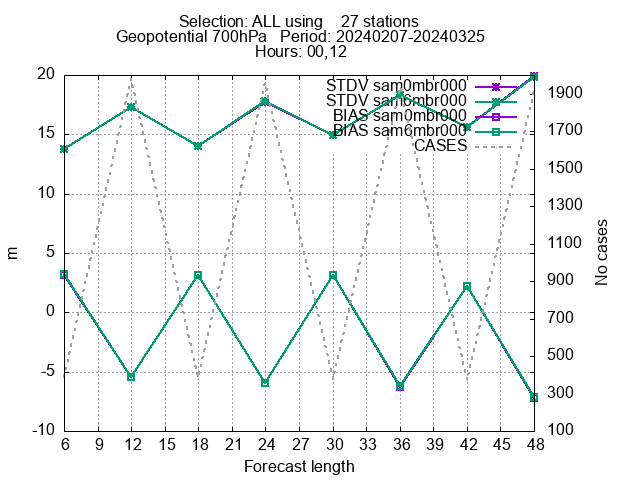 Selection: ALL using    27 stations
Geopotential 700hPa   Period: 20240207-20240325
Hours: 00,12
STDV sam0mbr000
STDV sam6mbr000
BIAS sam0mbr000
BIAS sam6mbr000
CASES
20
15
10
5
0
-5
-10
m
1900
1700
1500
1300
1100
900
700
500
300
100
No cases
6 9 12 15 18 21 24 27 30 33 36 39 42 45 48
Forecast length